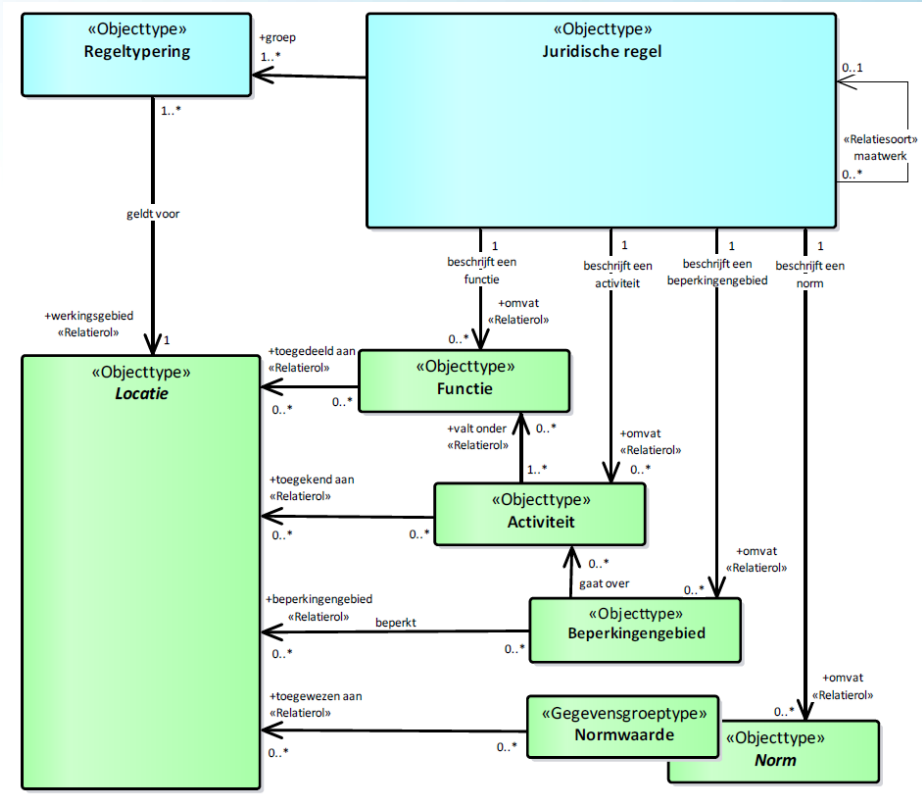 «Objecttype»
Regeltypering
+groep
1..*
«Objecttype»
Juridische regel
0..1
«Relatiesoort»
maatwerk
0..*
1..*
geldt voor
+werkingsgebied
«Relatierol»
1
1
beschrijft een
functie
1
beschrijft een
activiteit
1
beschrijft een
beperkingengebied
1
beschrijft een
norm
+omvat
«Relatierol»
0..*
«Objecttype»
Locatie
+toegedeeld aan
«Relatierol»
0..*
0..*
«Objecttype»
Functie
+valt onder
«Relatierol»
0..*
1..*
+omvat
«Relatierol»
0..*
+toegekend aan
«Relatierol»
0..*
0..*
«Objecttype»
Activiteit
0..*
gaat over
+omvat
«Relatierol»
0..*
+beperkingengebied
«Relatierol»
beperkt
0..*
0..*
«Objecttype»
Beperkingengebied
+omvat
«Relatierol»
0..*
+toegewezen aan
«Relatierol»
0..*
0..*
«Gegevensgroeptype»
Normwaarde
«Objecttype»
Norm